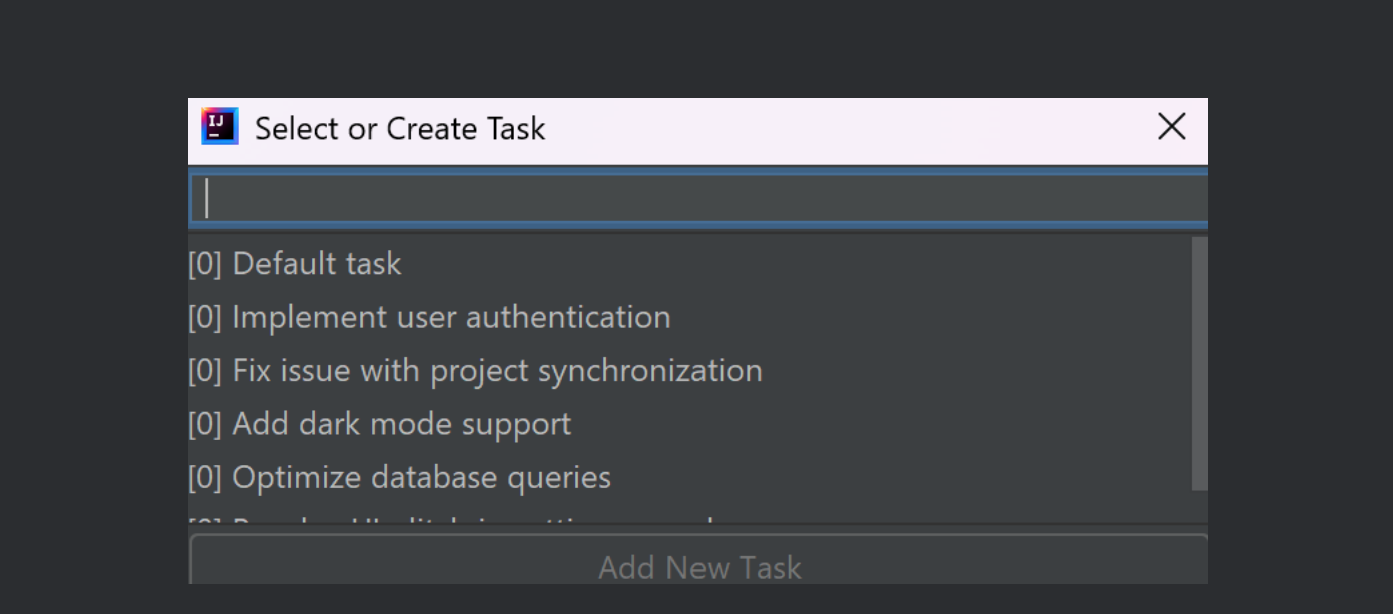 IJ
Select or Create Task
[0] Default task
[0] Implement user authentication
[0] Fix issue with project synchronization
[0] Add dark mode support
[0] Optimize database queries
Add New Task